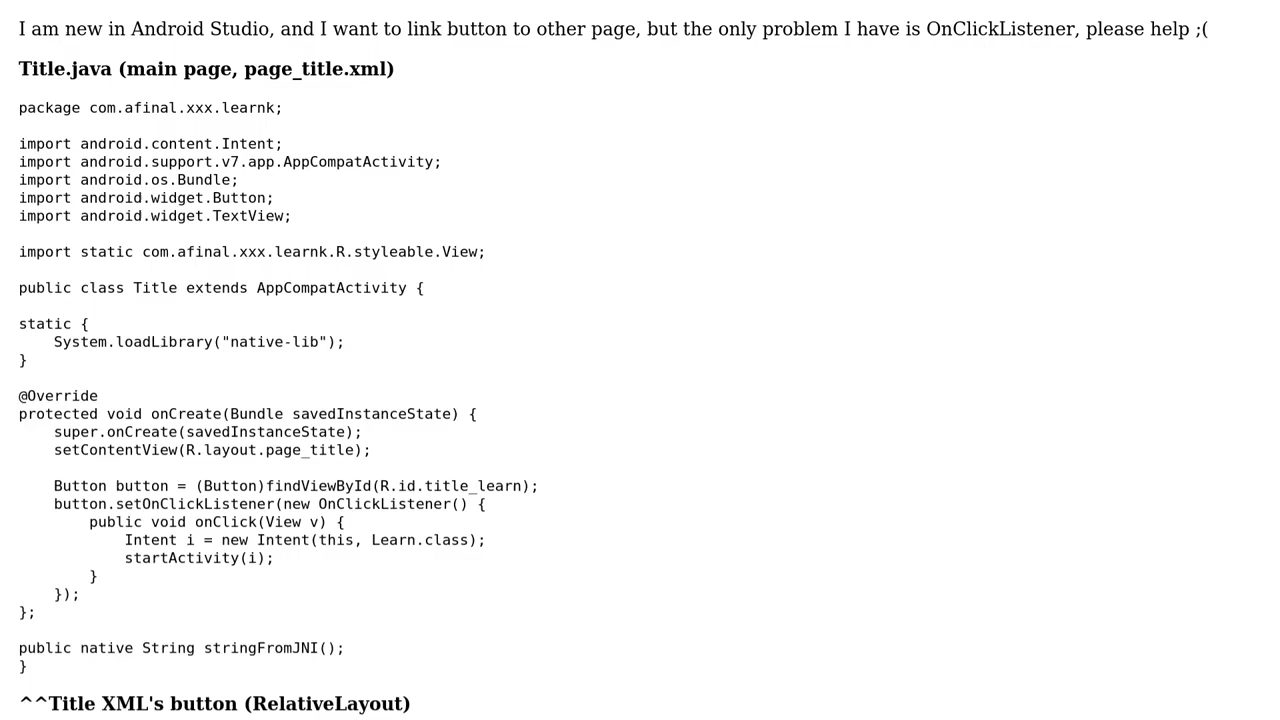 I am new in Android Studio, and I want to link button to other page, but the only problem I have is OnClickListener, please help ;(
Title.java (main page, page_title.xml)
package com.afinal.xxx.learnk;
import android.content.Intent;
import android.support.v7.app.AppCompatActivity;
import android.os.Bundle;
import android.widget.Button;
import android.widget.TextView;
import static com.afinal.xxx.learnk.R.styleable.View;
public class Title extends AppCompatActivity {
static {
    System.loadLibrary("native-lib");
}
@Override
protected void onCreate(Bundle savedInstanceState) {
    super.onCreate(savedInstanceState);
    setContentView(R.layout.page_title);
    Button button = (Button)findViewById(R.id.title_learn);
    button.setOnClickListener(new OnClickListener() {
        public void onClick(View v) {
            Intent i = new Intent(this, Learn.class);
            startActivity(i);
        }
    });
};
public native String stringFromJNI();
}
^^Title XML's button (RelativeLayout)